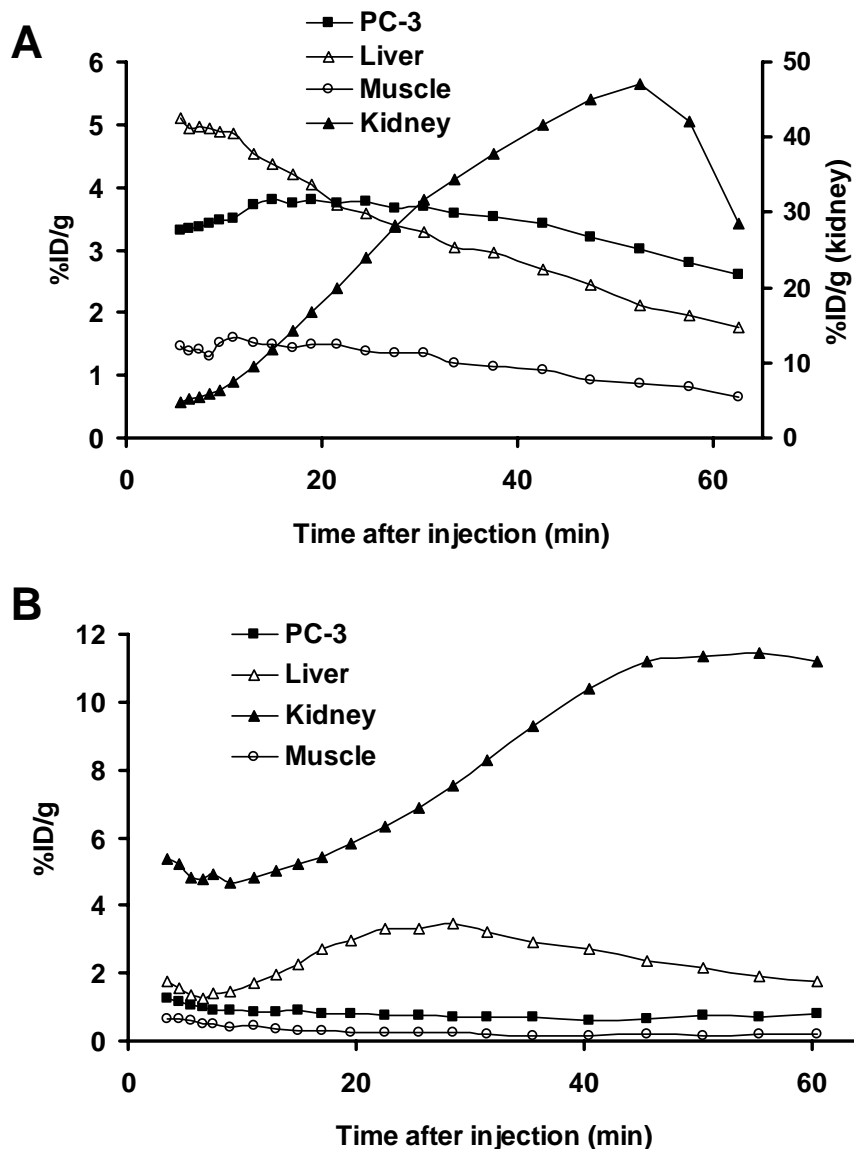 A
PC-3
Liver
Muscle
Kidney
6
5
4
3
2
1
0
%ID/g
50
40
30
20
10
0
%ID/g (kidney)
0 20 40 60
Time after injection (min)
B
PC-3
Liver
Kidney
Muscle
12
10
8
6
4
2
0
%ID/g
0 20 40 60
Time after injection (min)